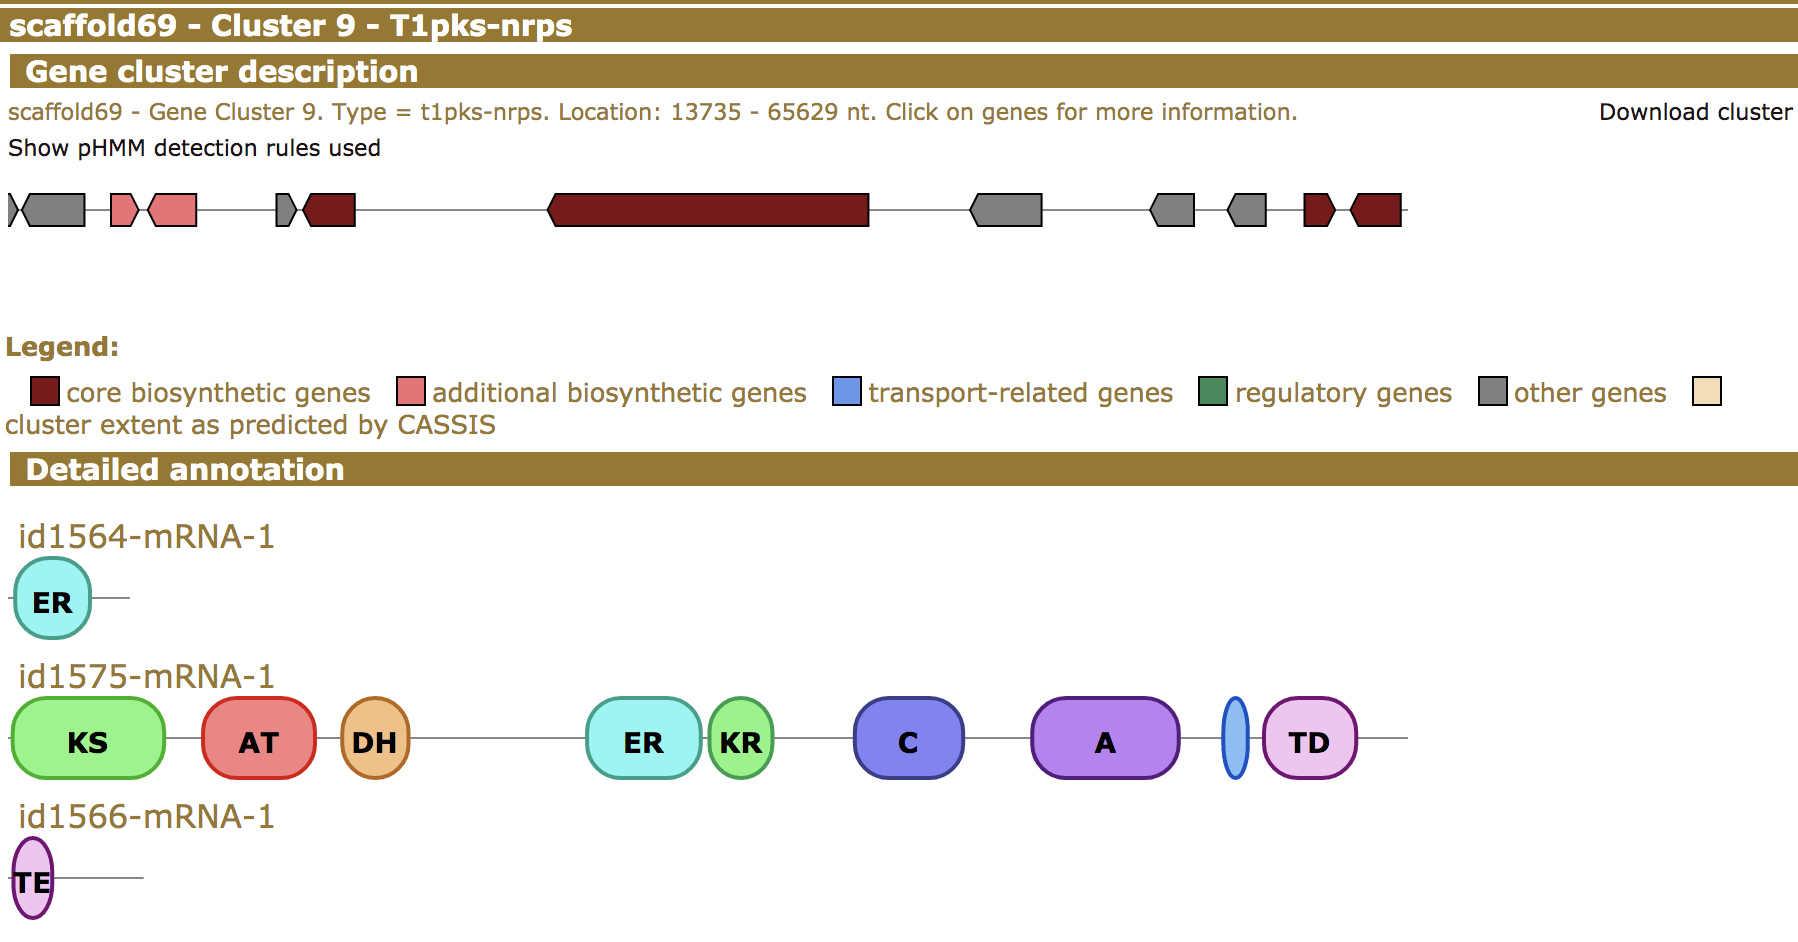 scaffold69 - Cluster 9 - T1pks-nrps
Gene cluster description
scaffold69 - Gene Cluster 9. Type = t1pks-nrps. Location: 13735 - 65629 nt. Click on genes for more information. Download cluster
Show pHMM detection rules used
Legend:
core biosynthetic genes additional biosynthetic genes transport-related genes regulatory genes other genes
cluster extent as predicted by CASSIS
Detailed annotation
id1564-mRNA-1
ER
id1575-mRNA-1
KS AT DH ER KR C A TD
id1566-mRNA-1
TE